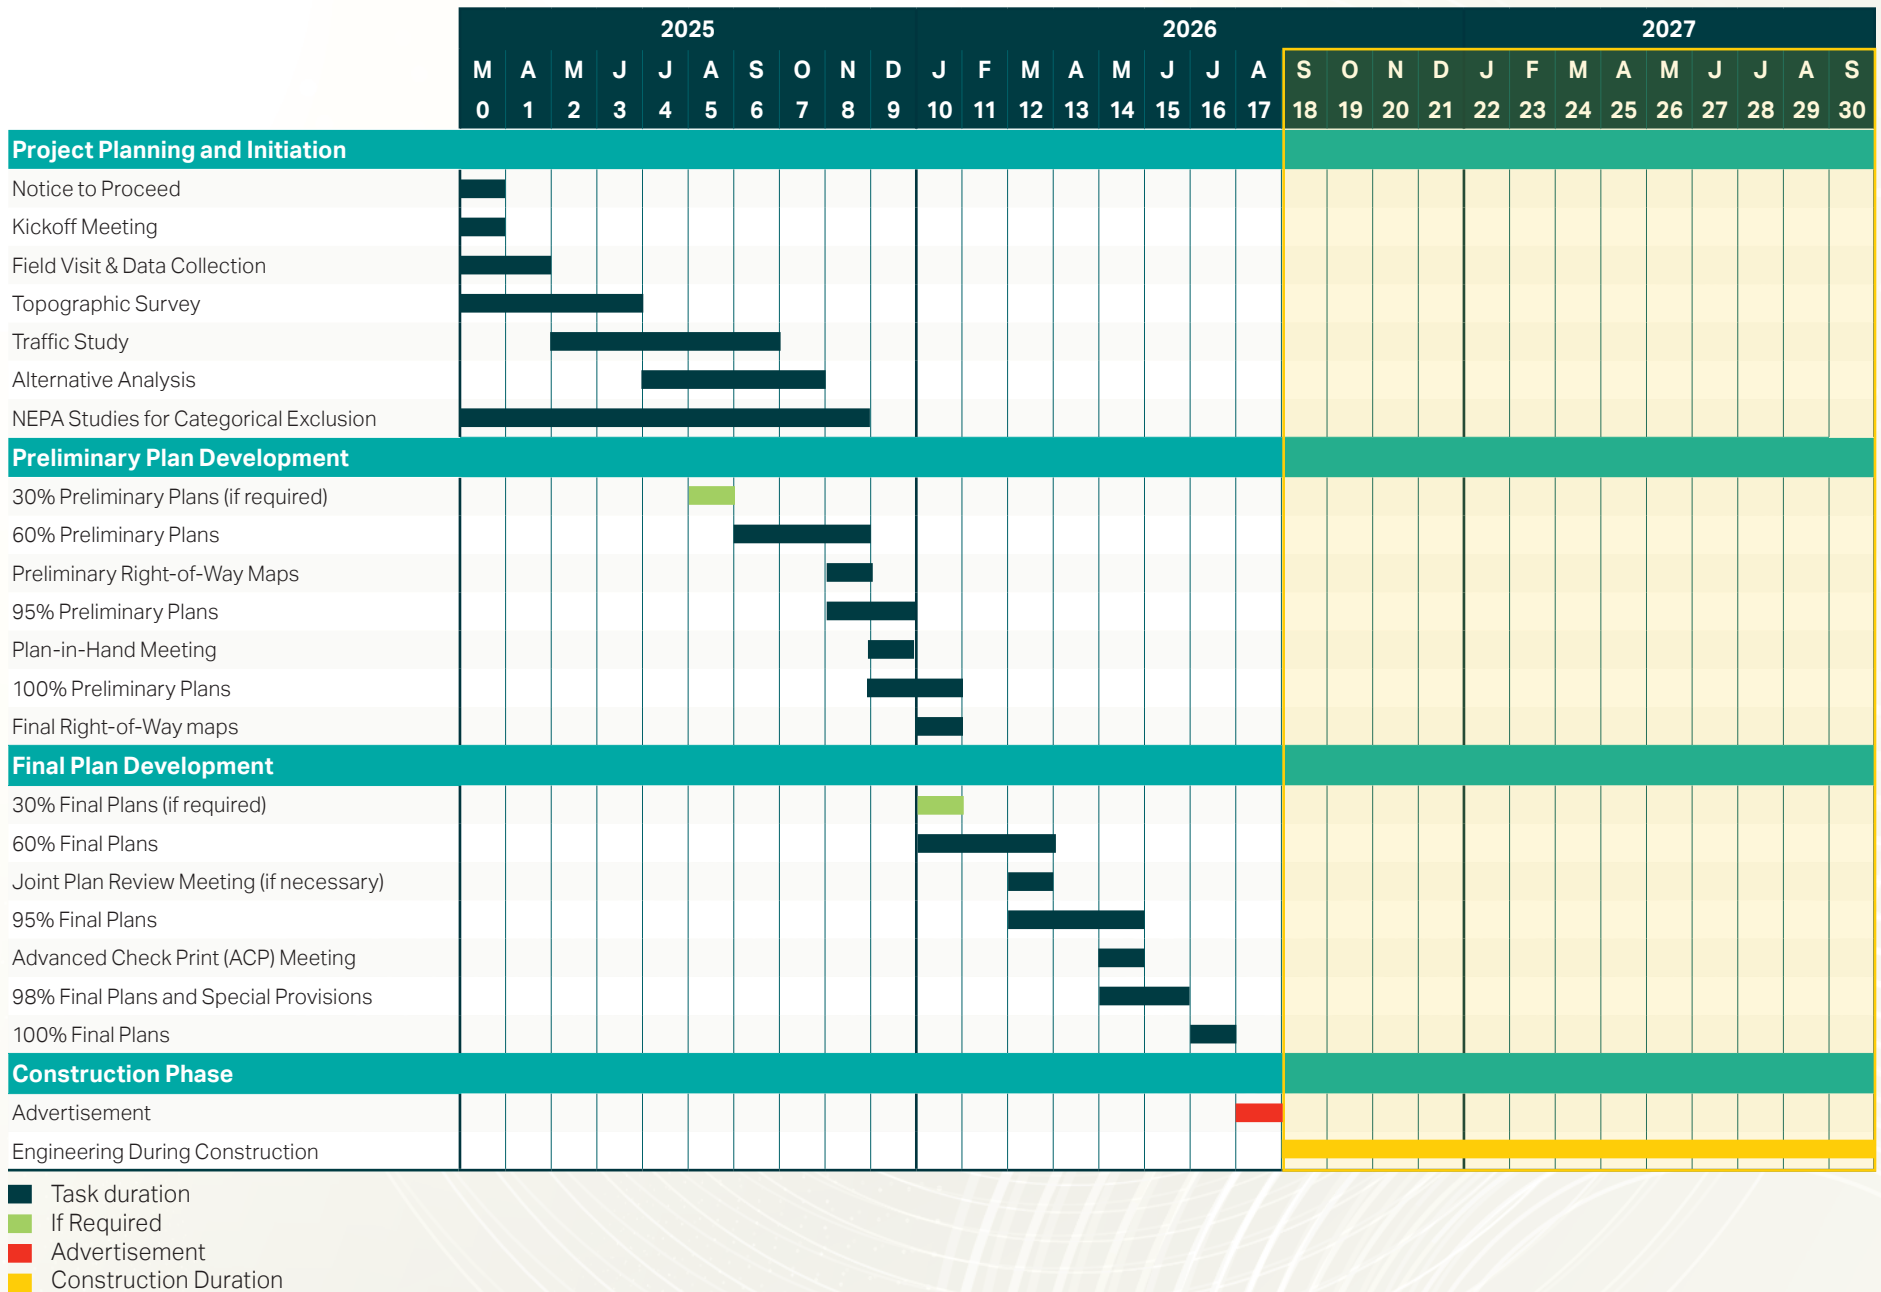 2025 2026 2027
M A M J J A S O N D J F M A M J J A S O N D J F M A M J J A S
0 1 2 3 4 5 6 7 8 9 10 11 12 13 14 15 16 17 18 19 20 21 22 23 24 25 26 27 28 29 30
Project Planning and Initiation
Notice to Proceed
Kickoff Meeting
Field Visit & Data Collection
Topographic Survey
Traffic Study
Alternative Analysis
NEPA Studies for Categorical Exclusion
Preliminary Plan Development
30% Preliminary Plans (if required)
60% Preliminary Plans
Preliminary Right-of-Way Maps
95% Preliminary Plans
Plan-in-Hand Meeting
100% Preliminary Plans
Final Right-of-Way maps
Final Plan Development
30% Final Plans (if required)
60% Final Plans
Joint Plan Review Meeting (if necessary)
95% Final Plans
Advanced Check Print (ACP) Meeting
98% Final Plans and Special Provisions
100% Final Plans
Construction Phase
Advertisement
Engineering During Construction
Task duration
If Required
Advertisement
Construction Duration